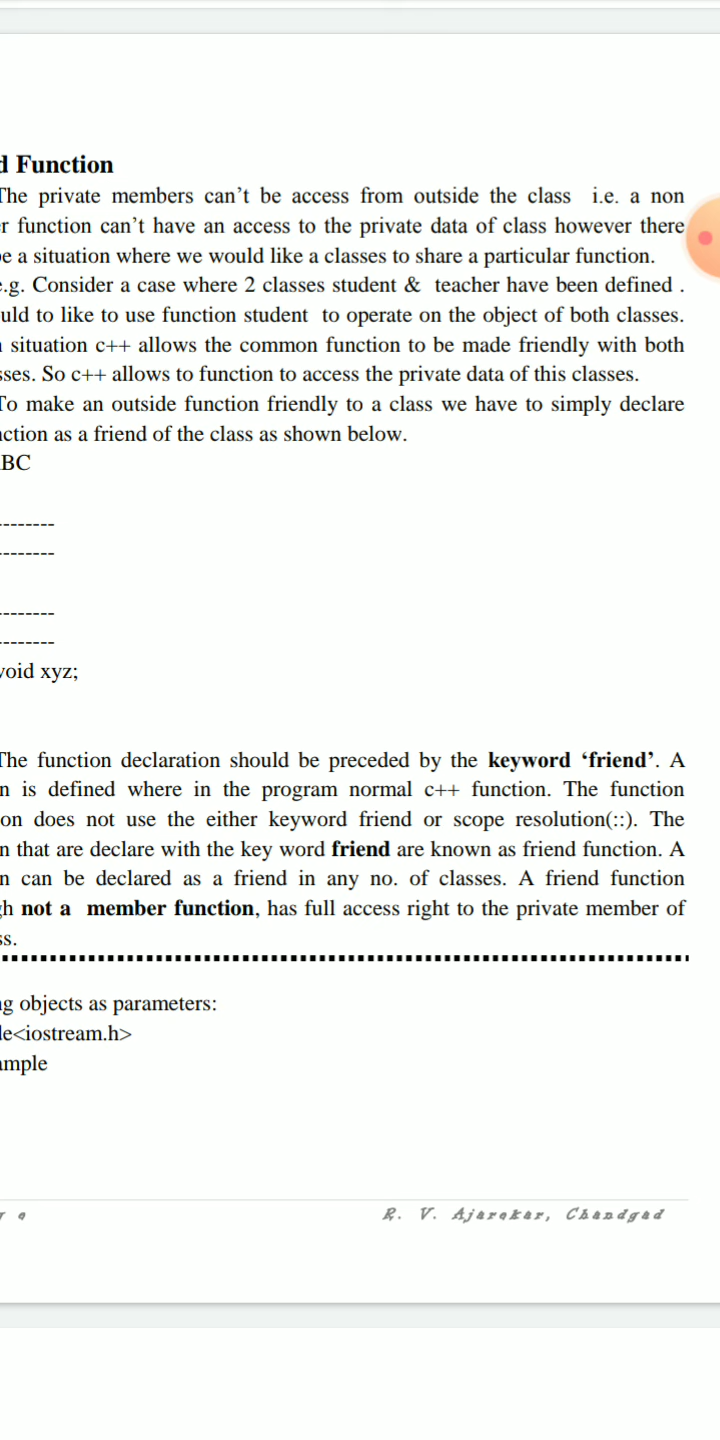 d Function
The private members can’t be access from outside the class i.e. a non
r function can’t have an access to the private data of class however there
e a situation where we would like a classes to share a particular function.
e.g. Consider a case where 2 classes student & teacher have been defined .
uld to like to use function student to operate on the object of both classes.
situation c++ allows the common function to be made friendly with both
sses. So c++ allows to function to access the private data of this classes.
To make an outside function friendly to a class we have to simply declare
nction as a friend of the class as shown below.
BC
--------
--------
--------
--------
void xyz;
The function declaration should be preceded by the keyword ‘friend’. A
n is defined where in the program normal c++ function. The function
on does not use the either keyword friend or scope resolution(::). The
n that are declare with the key word friend are known as friend function. A
n can be declared as a friend in any no. of classes. A friend function
gh not a member function, has full access right to the private member of
ss.
ng objects as parameters:
de<iostream.h>
ample
R. V. Ajarekar, Chandgad